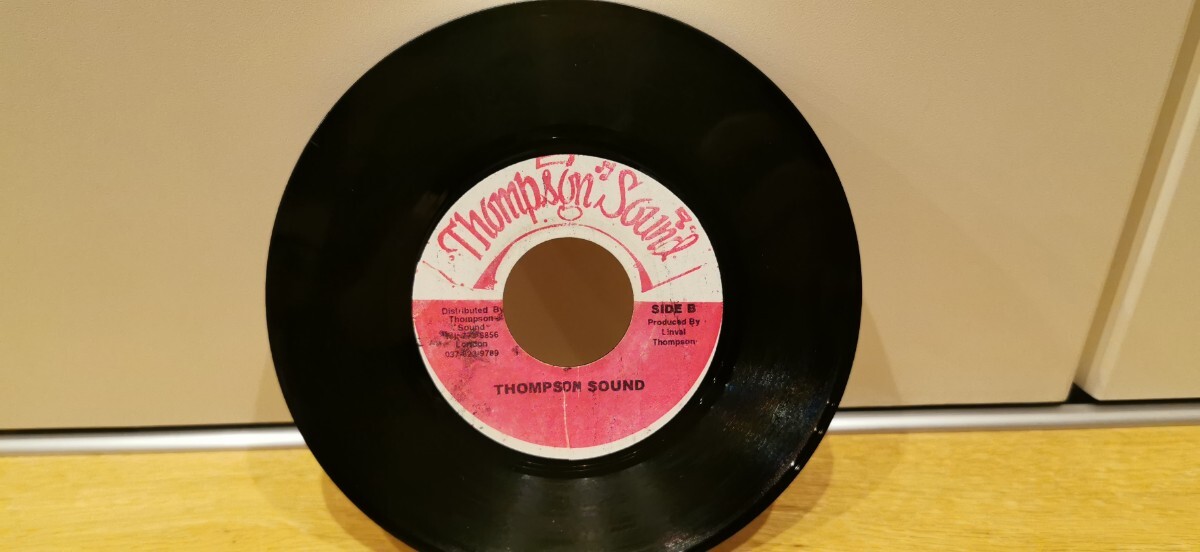 Thompson Sound
Distributed By
Thompson
Sound
London
SIDE B
Produced By
Linval
Thompson
THOMPSON SOUND